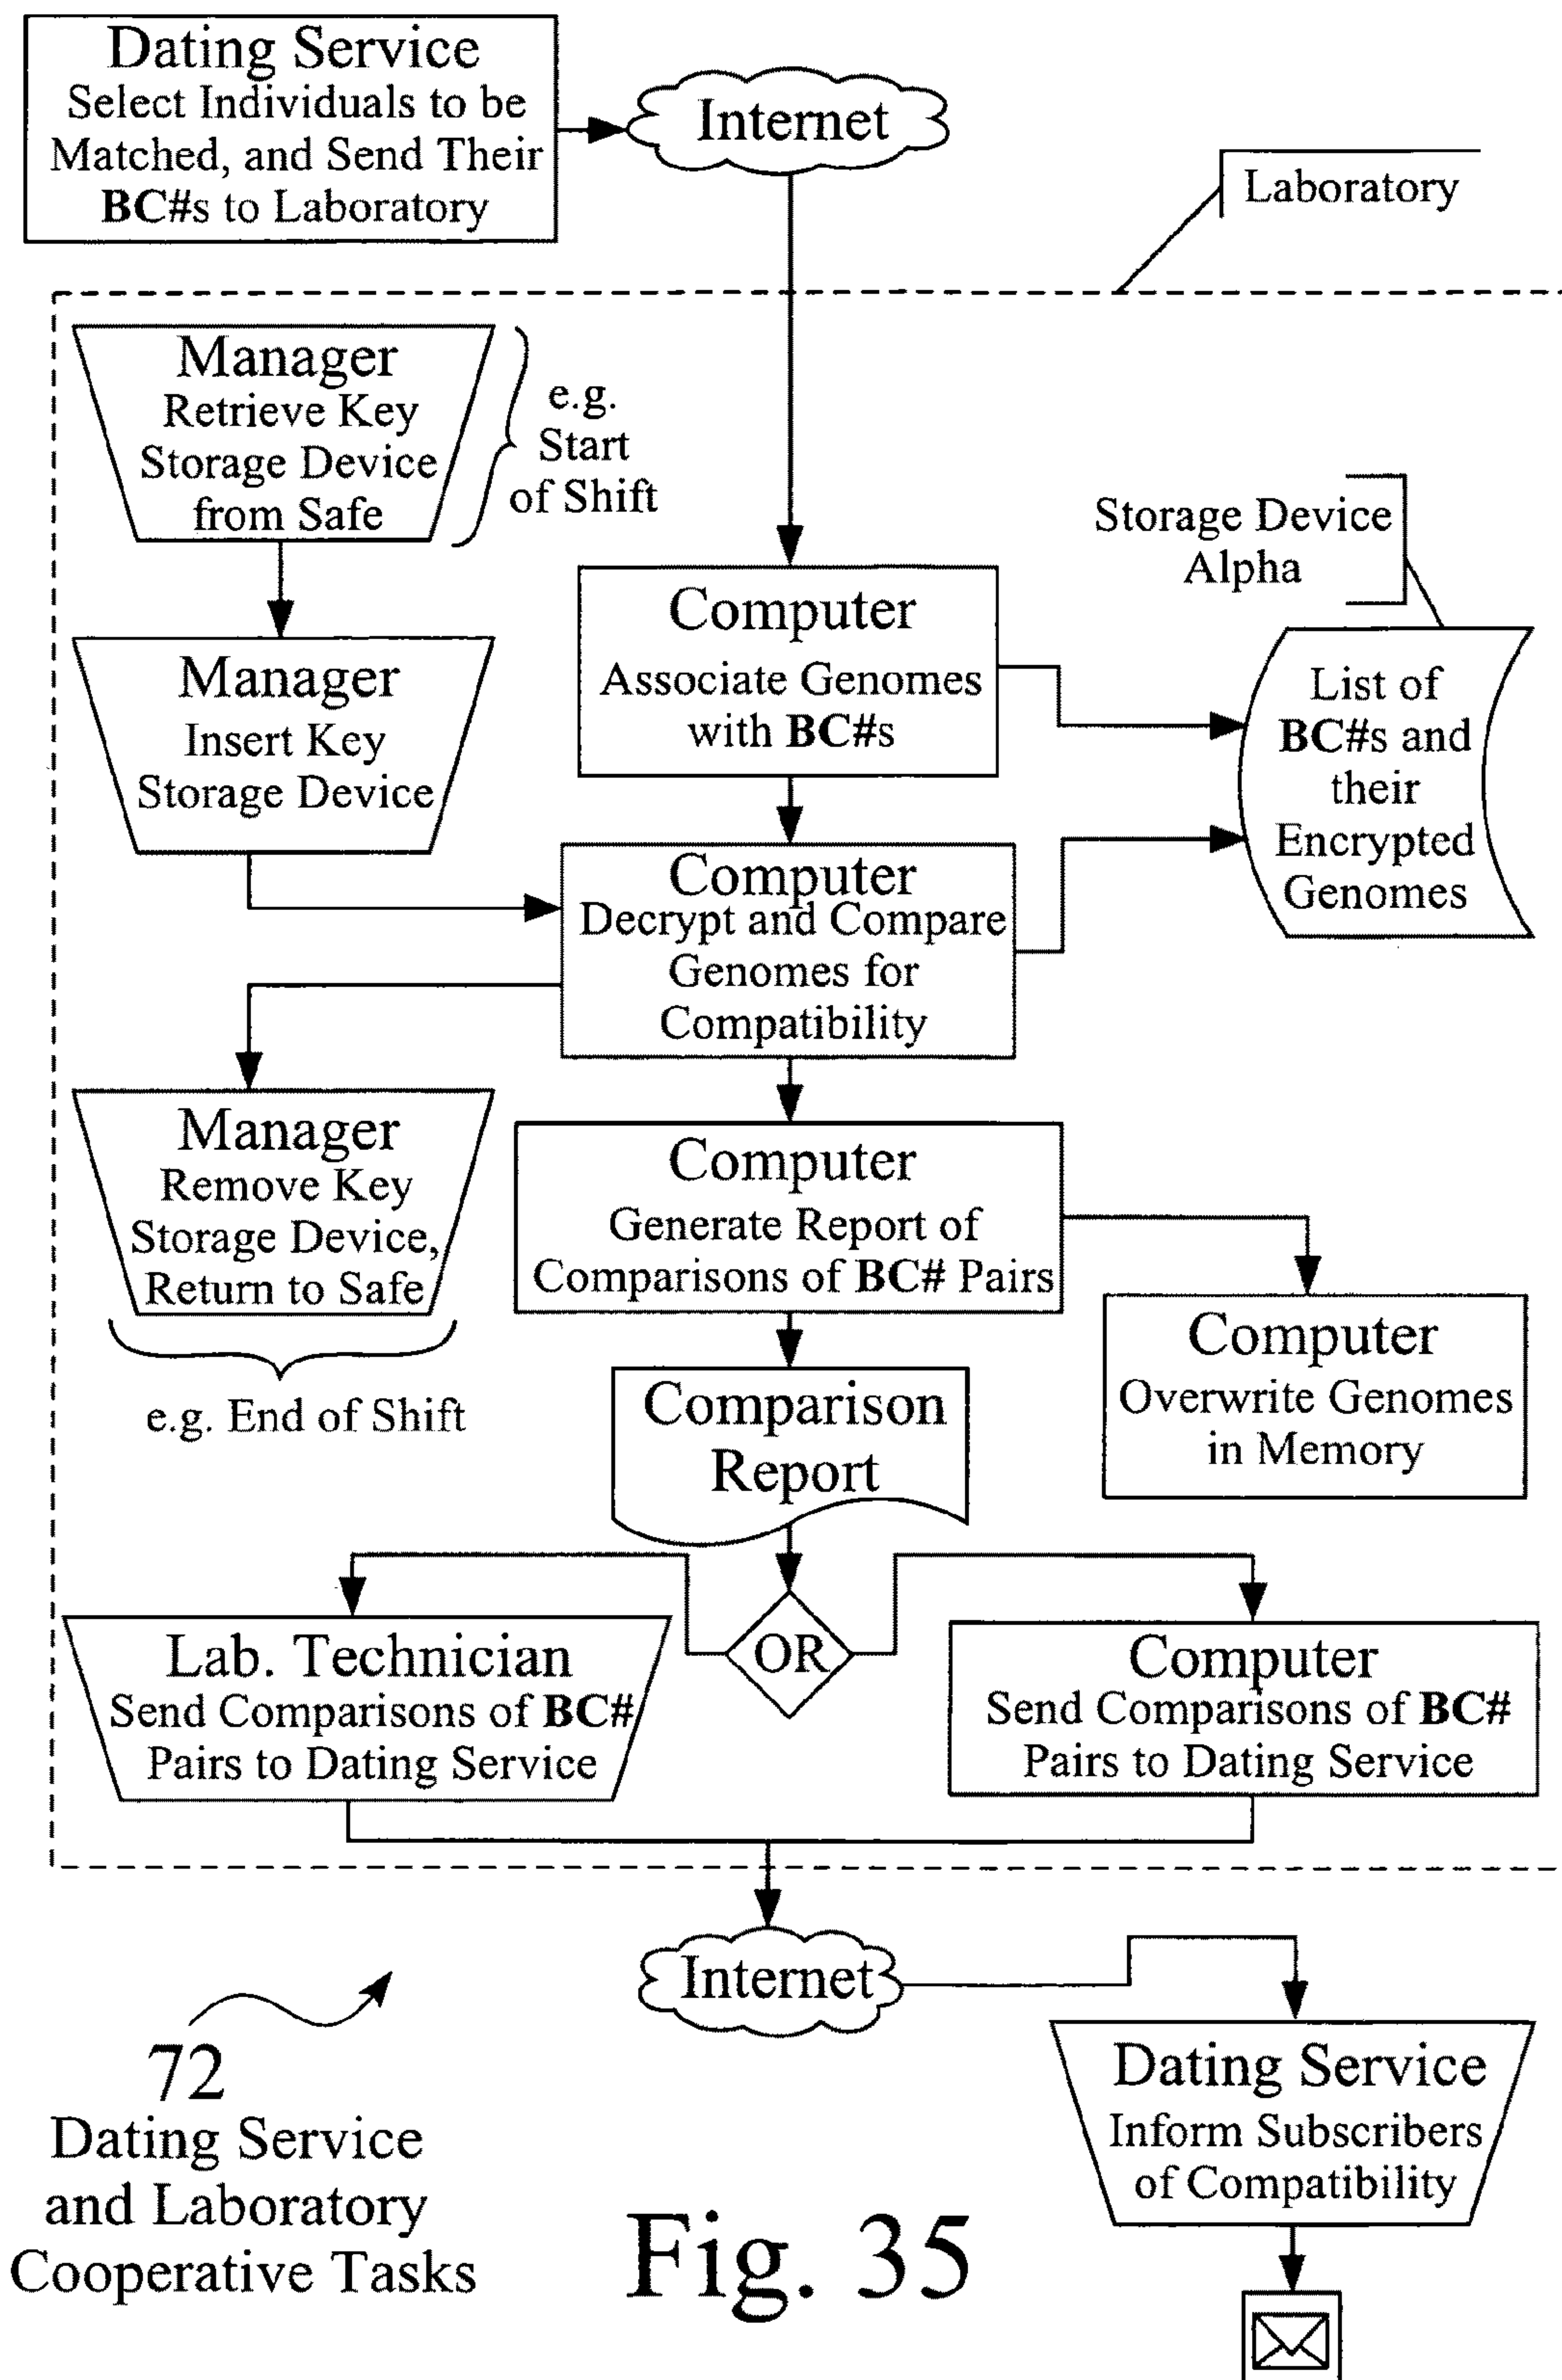 Dating Service
Select Individuals to be
Matched, and Send Their
BC#s to Laboratory
Internet
Laboratory
Manager
Retrieve Key
Storage Device
from Safe
e.g.
Start
of Shift
Storage Device
Alpha
Manager
Insert Key
Storage Device
Computer
Associate Genomes
with BC#s
List of
BC#s and
their
Encrypted
Genomes
Computer
Decrypt and Compare
Genomes for
Compatibility
Manager
Remove Key
Storage Device,
Return to Safe
e.g. End of Shift
Computer
Generate Report of
Comparisons of BC# Pairs
Computer
Overwrite Genomes
in Memory
Comparison
Report
OR
Lab. Technician
Send Comparisons of BC#
Pairs to Dating Service
Computer
Send Comparisons of BC#
Pairs to Dating Service
Internet
Dating Service
Inform Subscribers
of Compatibility
72
Dating Service
and Laboratory
Cooperative Tasks
Fig. 35